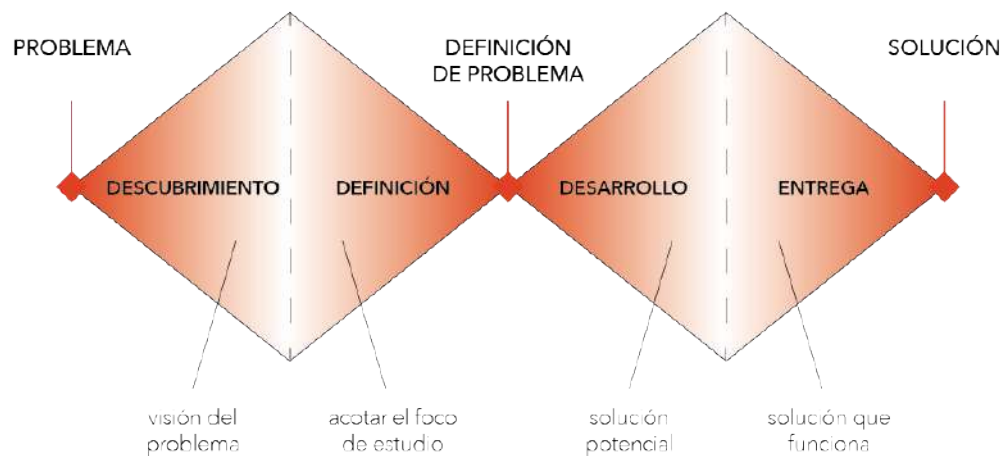 PROBLEMA
DEFINICIÓN
DE PROBLEMA
SOLUCIÓN
DESCUBRIMIENTO
DEFINICIÓN
DESARROLLO
ENTREGA
visión del
problema
acotar el foco
de estudio
solución
potencial
solución que
funciona